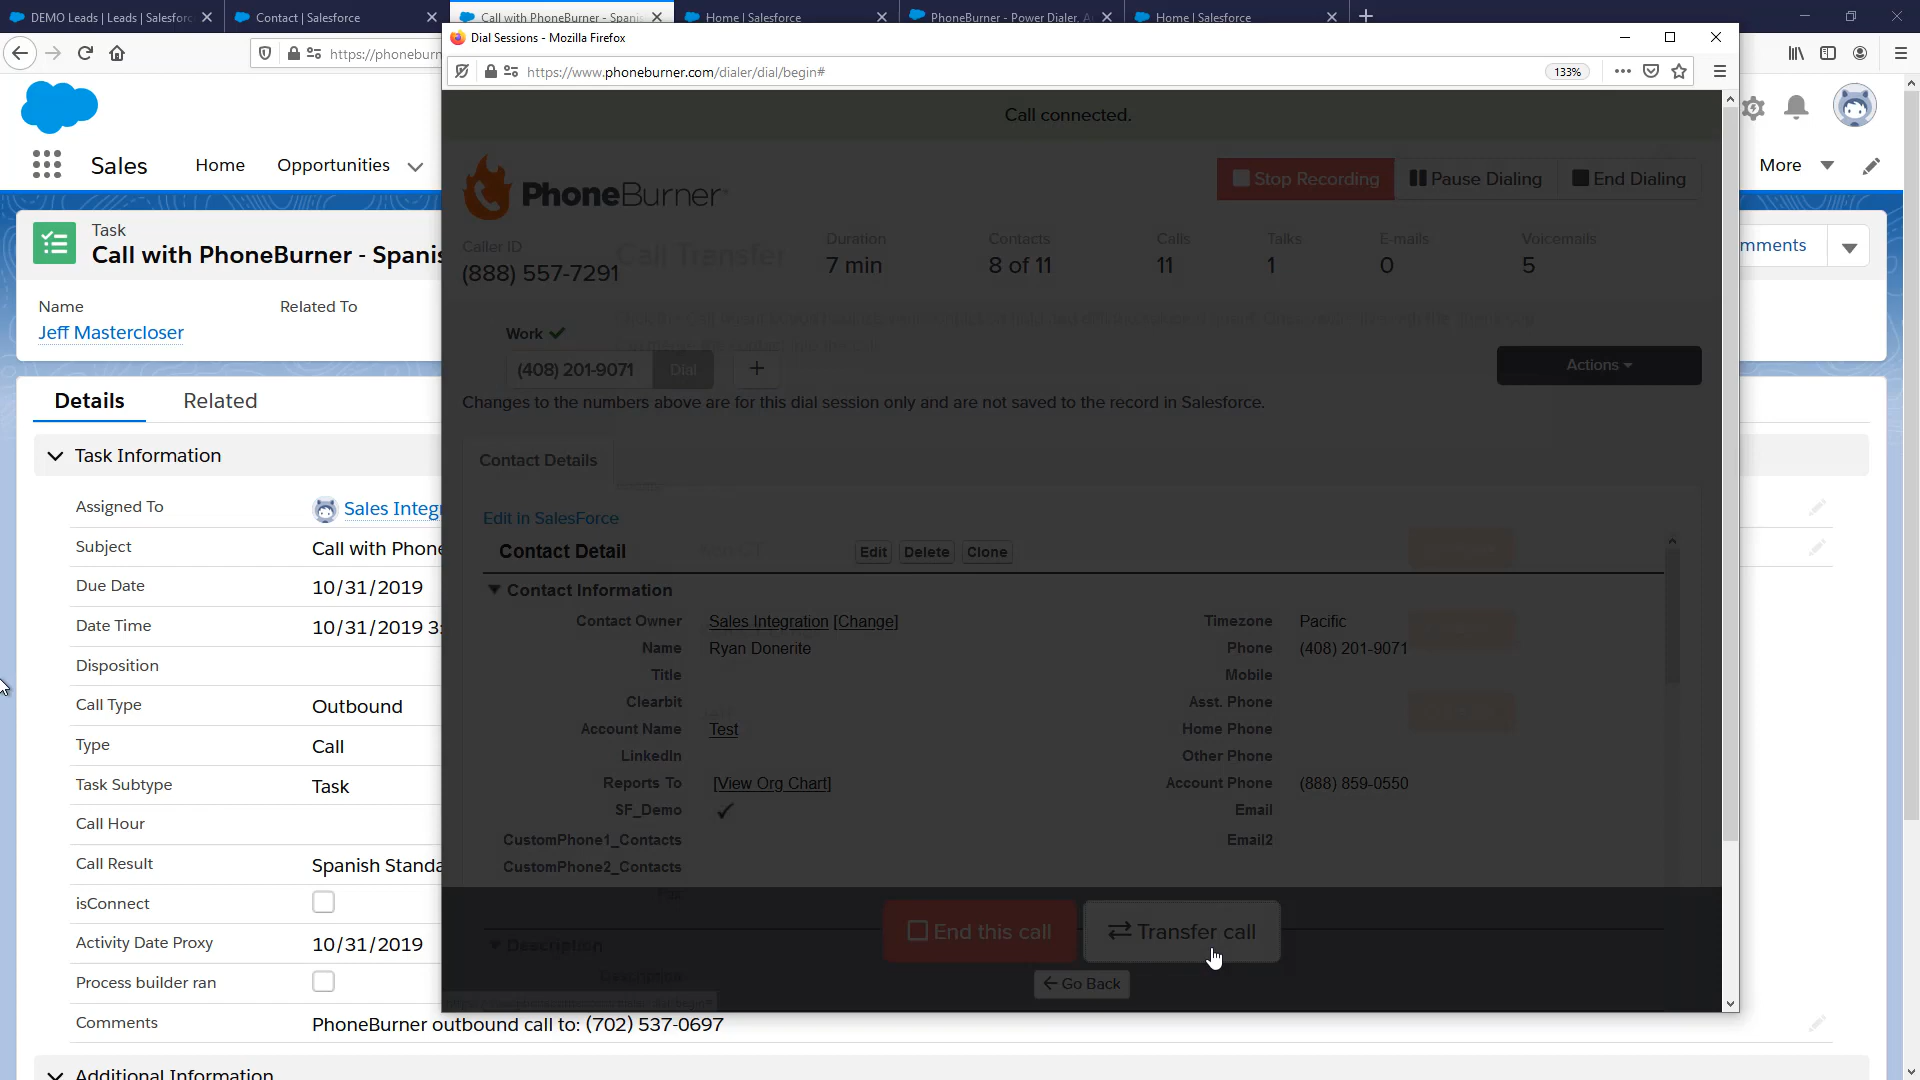 DEMO Leads | Leads | Salesforc
Contact | Salesforce
Call with PhoneBurner - Spanis
Home | Salesforce
PhoneBurner - Power Dialer, A
Home | Salesforce
https://phoneburn
Dial Sessions - Mozilla Firefox
https://www.phoneburner.com/dialer/dial/begin#
133%
Call connected.
Sales
Home
Opportunities
More
Task
Call with PhoneBurner - Spanis
mments
Name
Related To
Jeff Mastercloser
Details
Related
Task Information
Assigned To
Sales Integr
Subject
Call with Phone
Due Date
10/31/2019
Date Time
10/31/2019 3:
Disposition
Call Type
Outbound
Type
Call
Task Subtype
Task
Call Hour
Call Result
Spanish Standa
isConnect
Activity Date Proxy
10/31/2019
Process builder ran
Comments
PhoneBurner outbound call to: (702) 537-0697
Additional Information
PhoneBurner
Stop Recording
Pause Dialing
End Dialing
Caller ID
(888) 557-7291
Call Transfer
Duration
7 min
Contacts
8 of 11
Calls
11
Talks
1
E-mails
0
Voicemails
5
Work
(408) 201-9071
Dial
+
Actions
Changes to the numbers above are for this dial session only and are not saved to the record in Salesforce.
Contact Details
Edit in SalesForce
Contact Detail
Edit
Delete
Clone
Contact Information
Contact Owner
Sales Integration [Change]
Timezone
Pacific
Name
Ryan Donerite
Phone
(408) 201-9071
Title
Mobile
Clearbit
Asst. Phone
Account Name
Test
Home Phone
LinkedIn
Other Phone
Reports To
[View Org Chart]
Account Phone
(888) 859-0550
SF_Demo
Email
CustomPhone1_Contacts
Email2
CustomPhone2_Contacts
Fax
End this call
Transfer call
Description
Description
Go Back